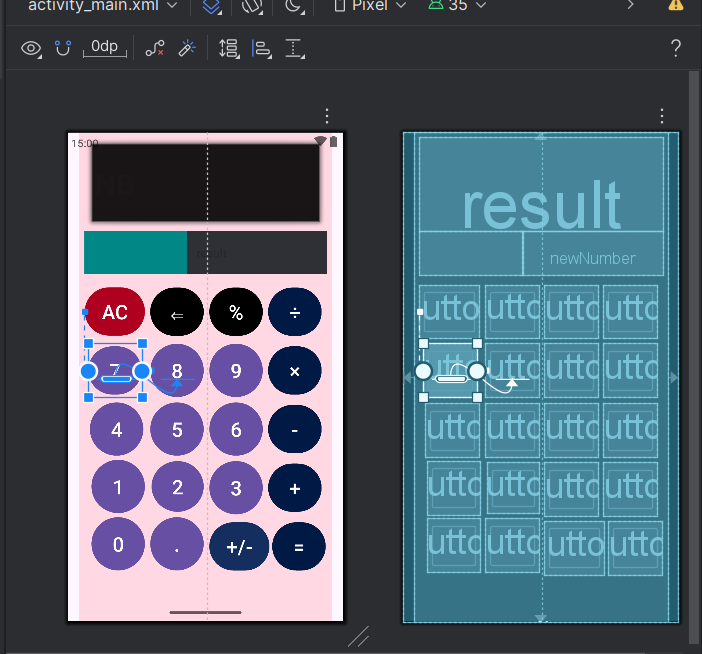 activity_main.xml Pixel 35
0dp ?
15:00
NB
result
result
newNumber
AC ⇐ % ÷
utto utto utto utto
7 8 9 ×
utto utto utto
4 5 6 -
utto utto utto utto
1 2 3 +
utto utto utto utto
0 . +/- =
utto utto utto utto